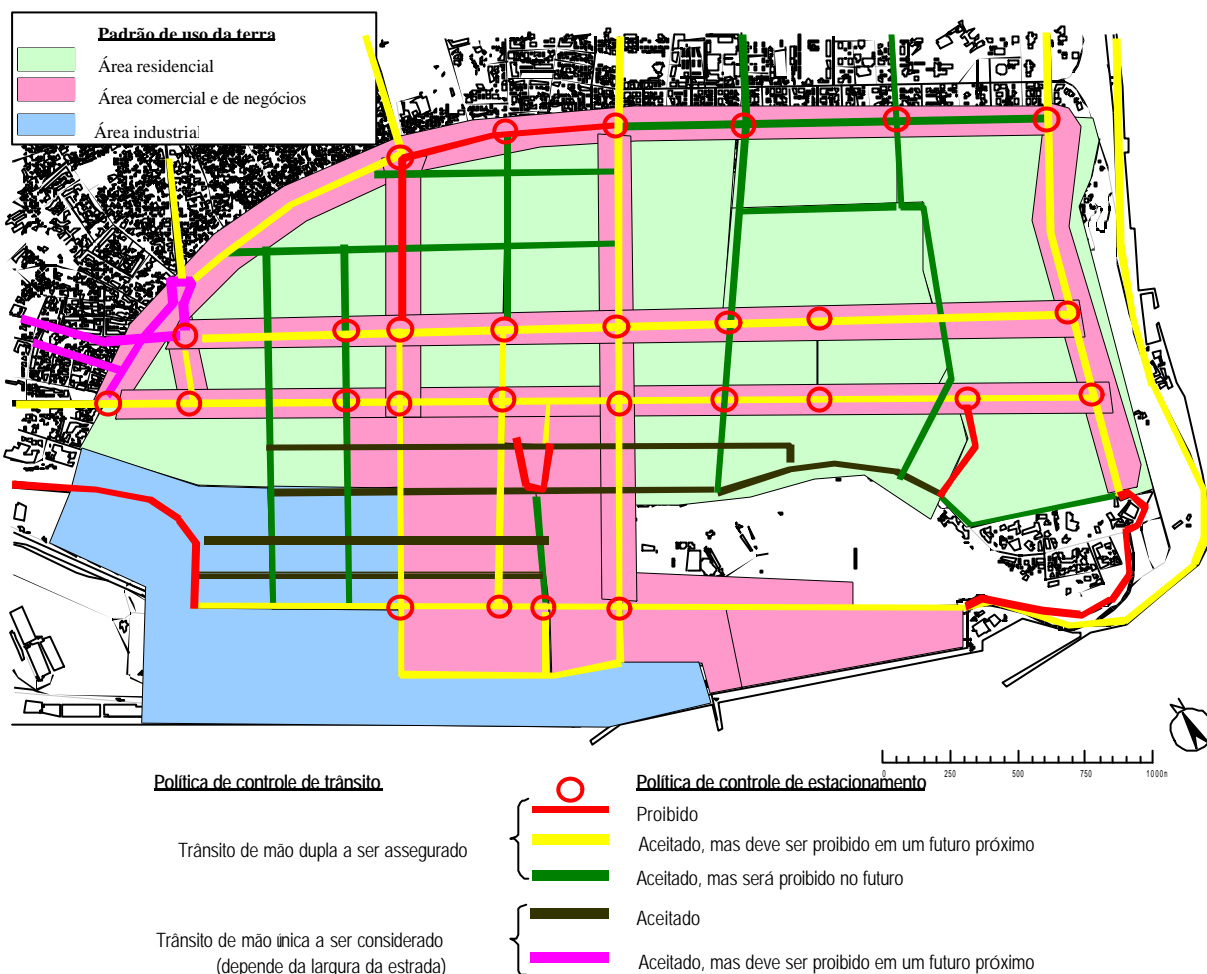 Padrão de uso da terra
Área residencial
Área comercial e de negócios
Área industrial
0 250 500 750 1000m
Política de controle de trânsito
Política de controle de estacionamento
Proibido
Trânsito de mão dupla a ser assegurado
Aceitado, mas deve ser proibido em um futuro próximo
Aceitado, mas será proibido no futuro
Aceitado
Trânsito de mão única a ser considerado
(depende da largura da estrada)
Aceitado, mas deve ser proibido em um futuro próximo